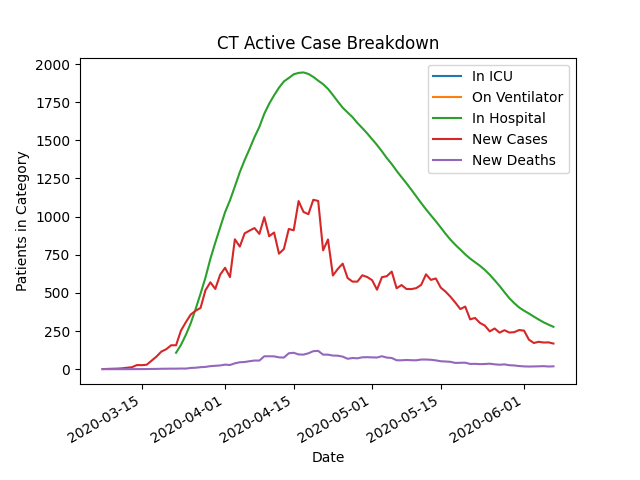 CT Active Case Breakdown
Patients in Category
2000
1750
1500
1250
1000
750
500
250
0
In ICU
On Ventilator
In Hospital
New Cases
New Deaths
2020-03-15
2020-04-01
2020-04-15
2020-05-01
2020-05-15
2020-06-01
Date